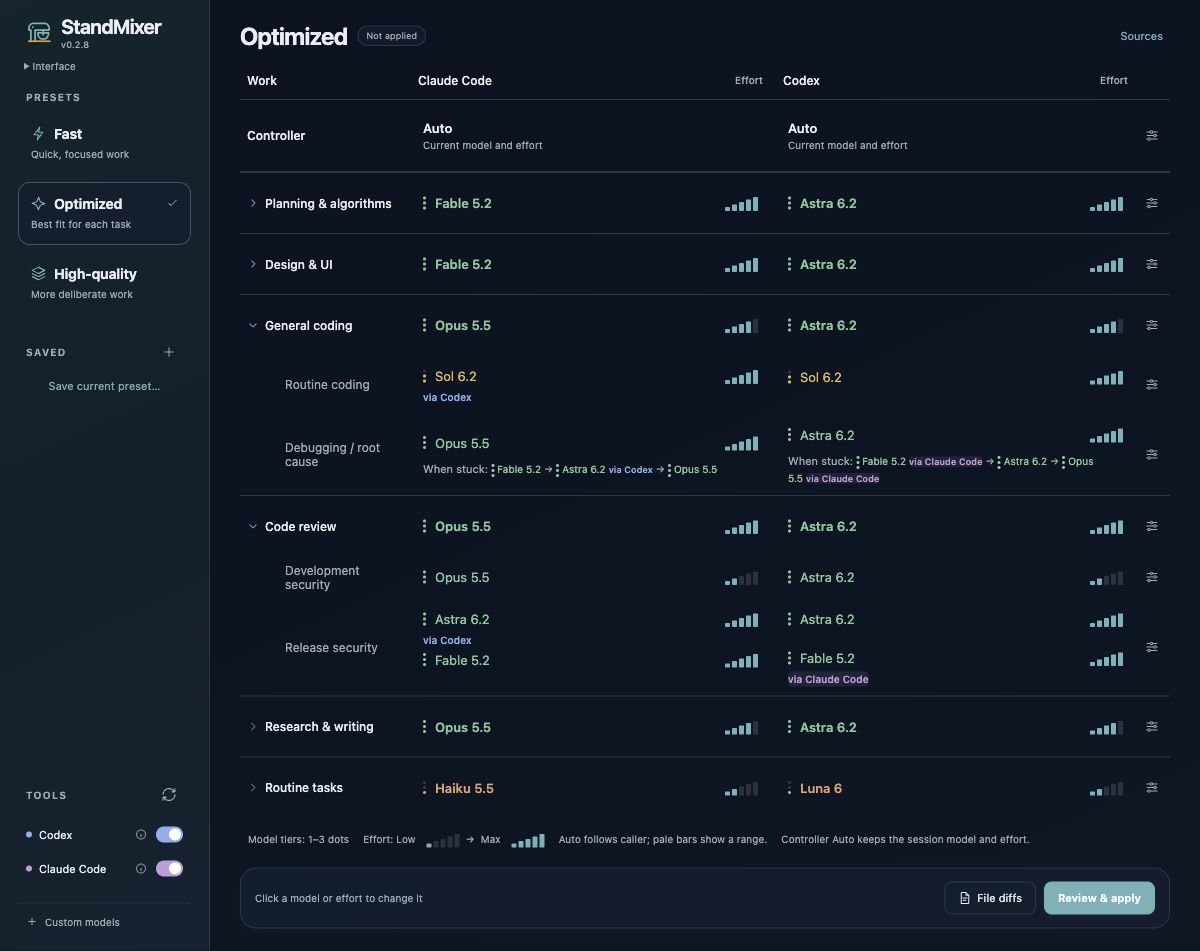 StandMixer
v0.2.8
Interface
PRESETS
Fast
Quick, focused work
Optimized
Best fit for each task
High-quality
More deliberate work
SAVED
Save current preset...
TOOLS
Codex
Claude Code
Custom models
Optimized
Not applied
Sources
Work Claude Code Effort Codex Effort
Controller
Auto
Current model and effort
Auto
Current model and effort
Planning & algorithms Fable 5.2 Astra 6.2
Design & UI Fable 5.2 Astra 6.2
General coding Opus 5.5 Astra 6.2
Routine coding
Sol 6.2
via Codex
Sol 6.2
Debugging / root
cause
Opus 5.5
When stuck: Fable 5.2 → Astra 6.2 via Codex → Opus 5.5
Astra 6.2
When stuck: Fable 5.2 via Claude Code → Astra 6.2 → Opus
5.5 via Claude Code
Code review Opus 5.5 Astra 6.2
Development
security
Opus 5.5 Astra 6.2
Release security
Astra 6.2
via Codex
Fable 5.2
Astra 6.2
Fable 5.2
via Claude Code
Research & writing Opus 5.5 Astra 6.2
Routine tasks Haiku 5.5 Luna 6
Model tiers: 1–3 dots Effort: Low → Max Auto follows caller; pale bars show a range. Controller Auto keeps the session model and effort.
Click a model or effort to change it
File diffs
Review & apply